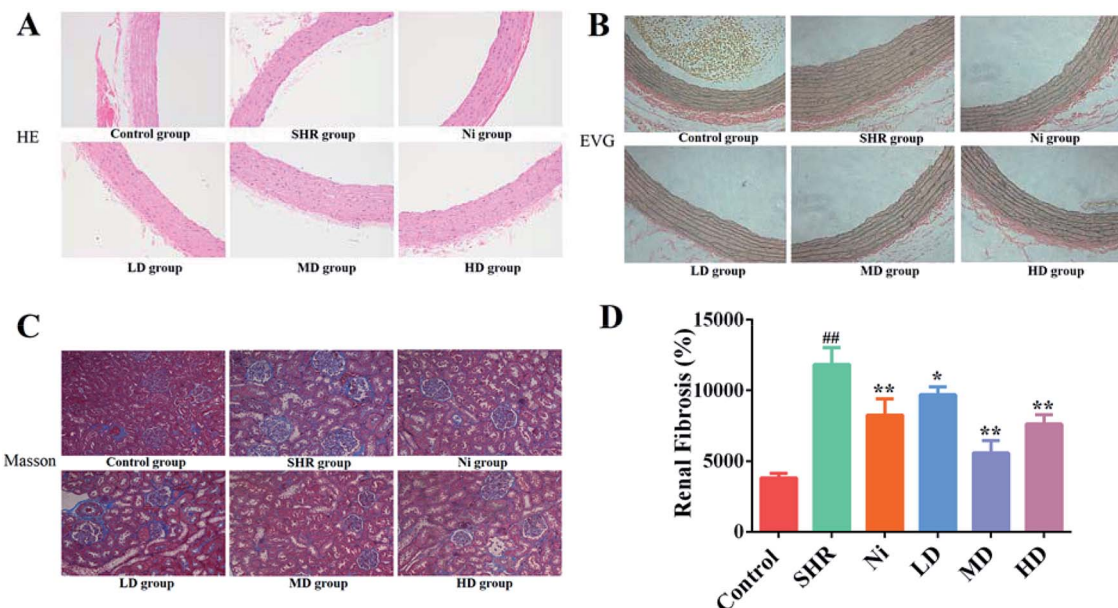 A
HE
Control group
SHR group
Ni group
LD group
MD group
HD group
B
EVG
Control group
SHR group
Ni group
LD group
MD group
HD group
C
Masson
Control group
SHR group
Ni group
LD group
MD group
HD group
D
Renal Fibrosis (%)
15000
10000
5000
0
##
**
*
**
**
Control
SHR
Ni
LD
MD
HD